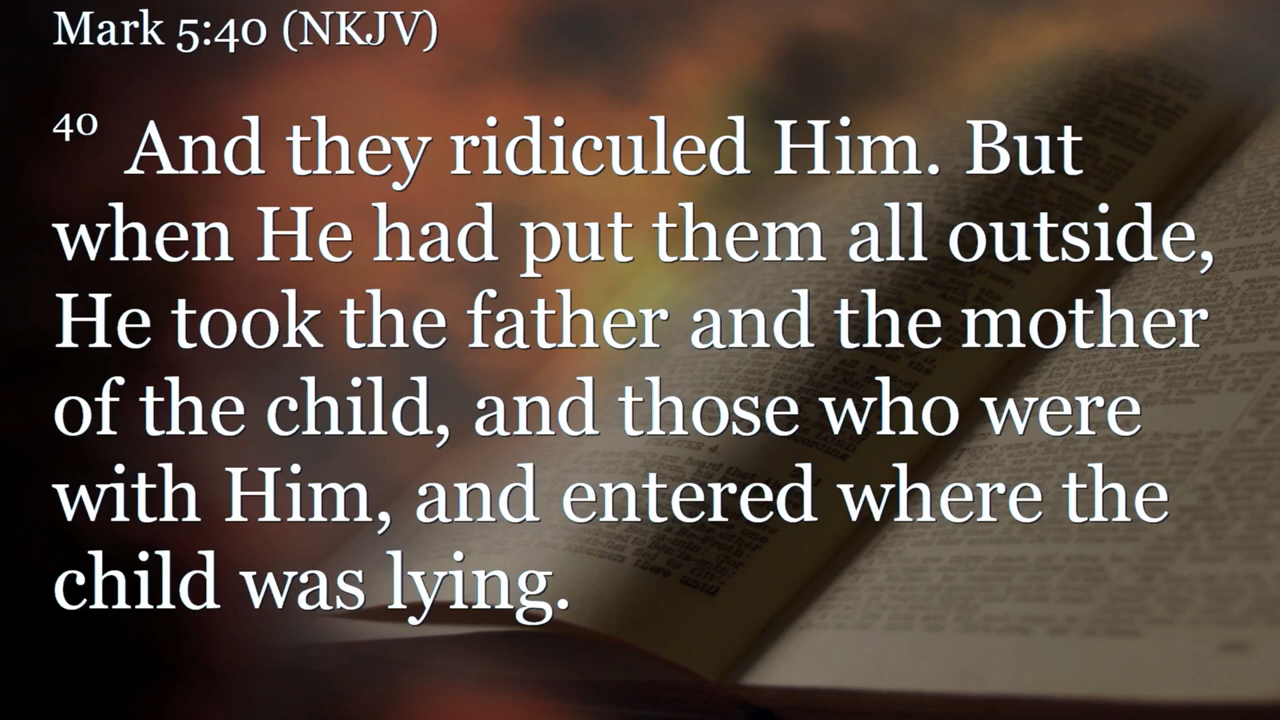 Mark 5:40 (NKJV)
40 And they ridiculed Him. But
when He had put them all outside,
He took the father and the mother
of the child, and those who were
with Him, and entered where the
child was lying.
CHAPTER 4.